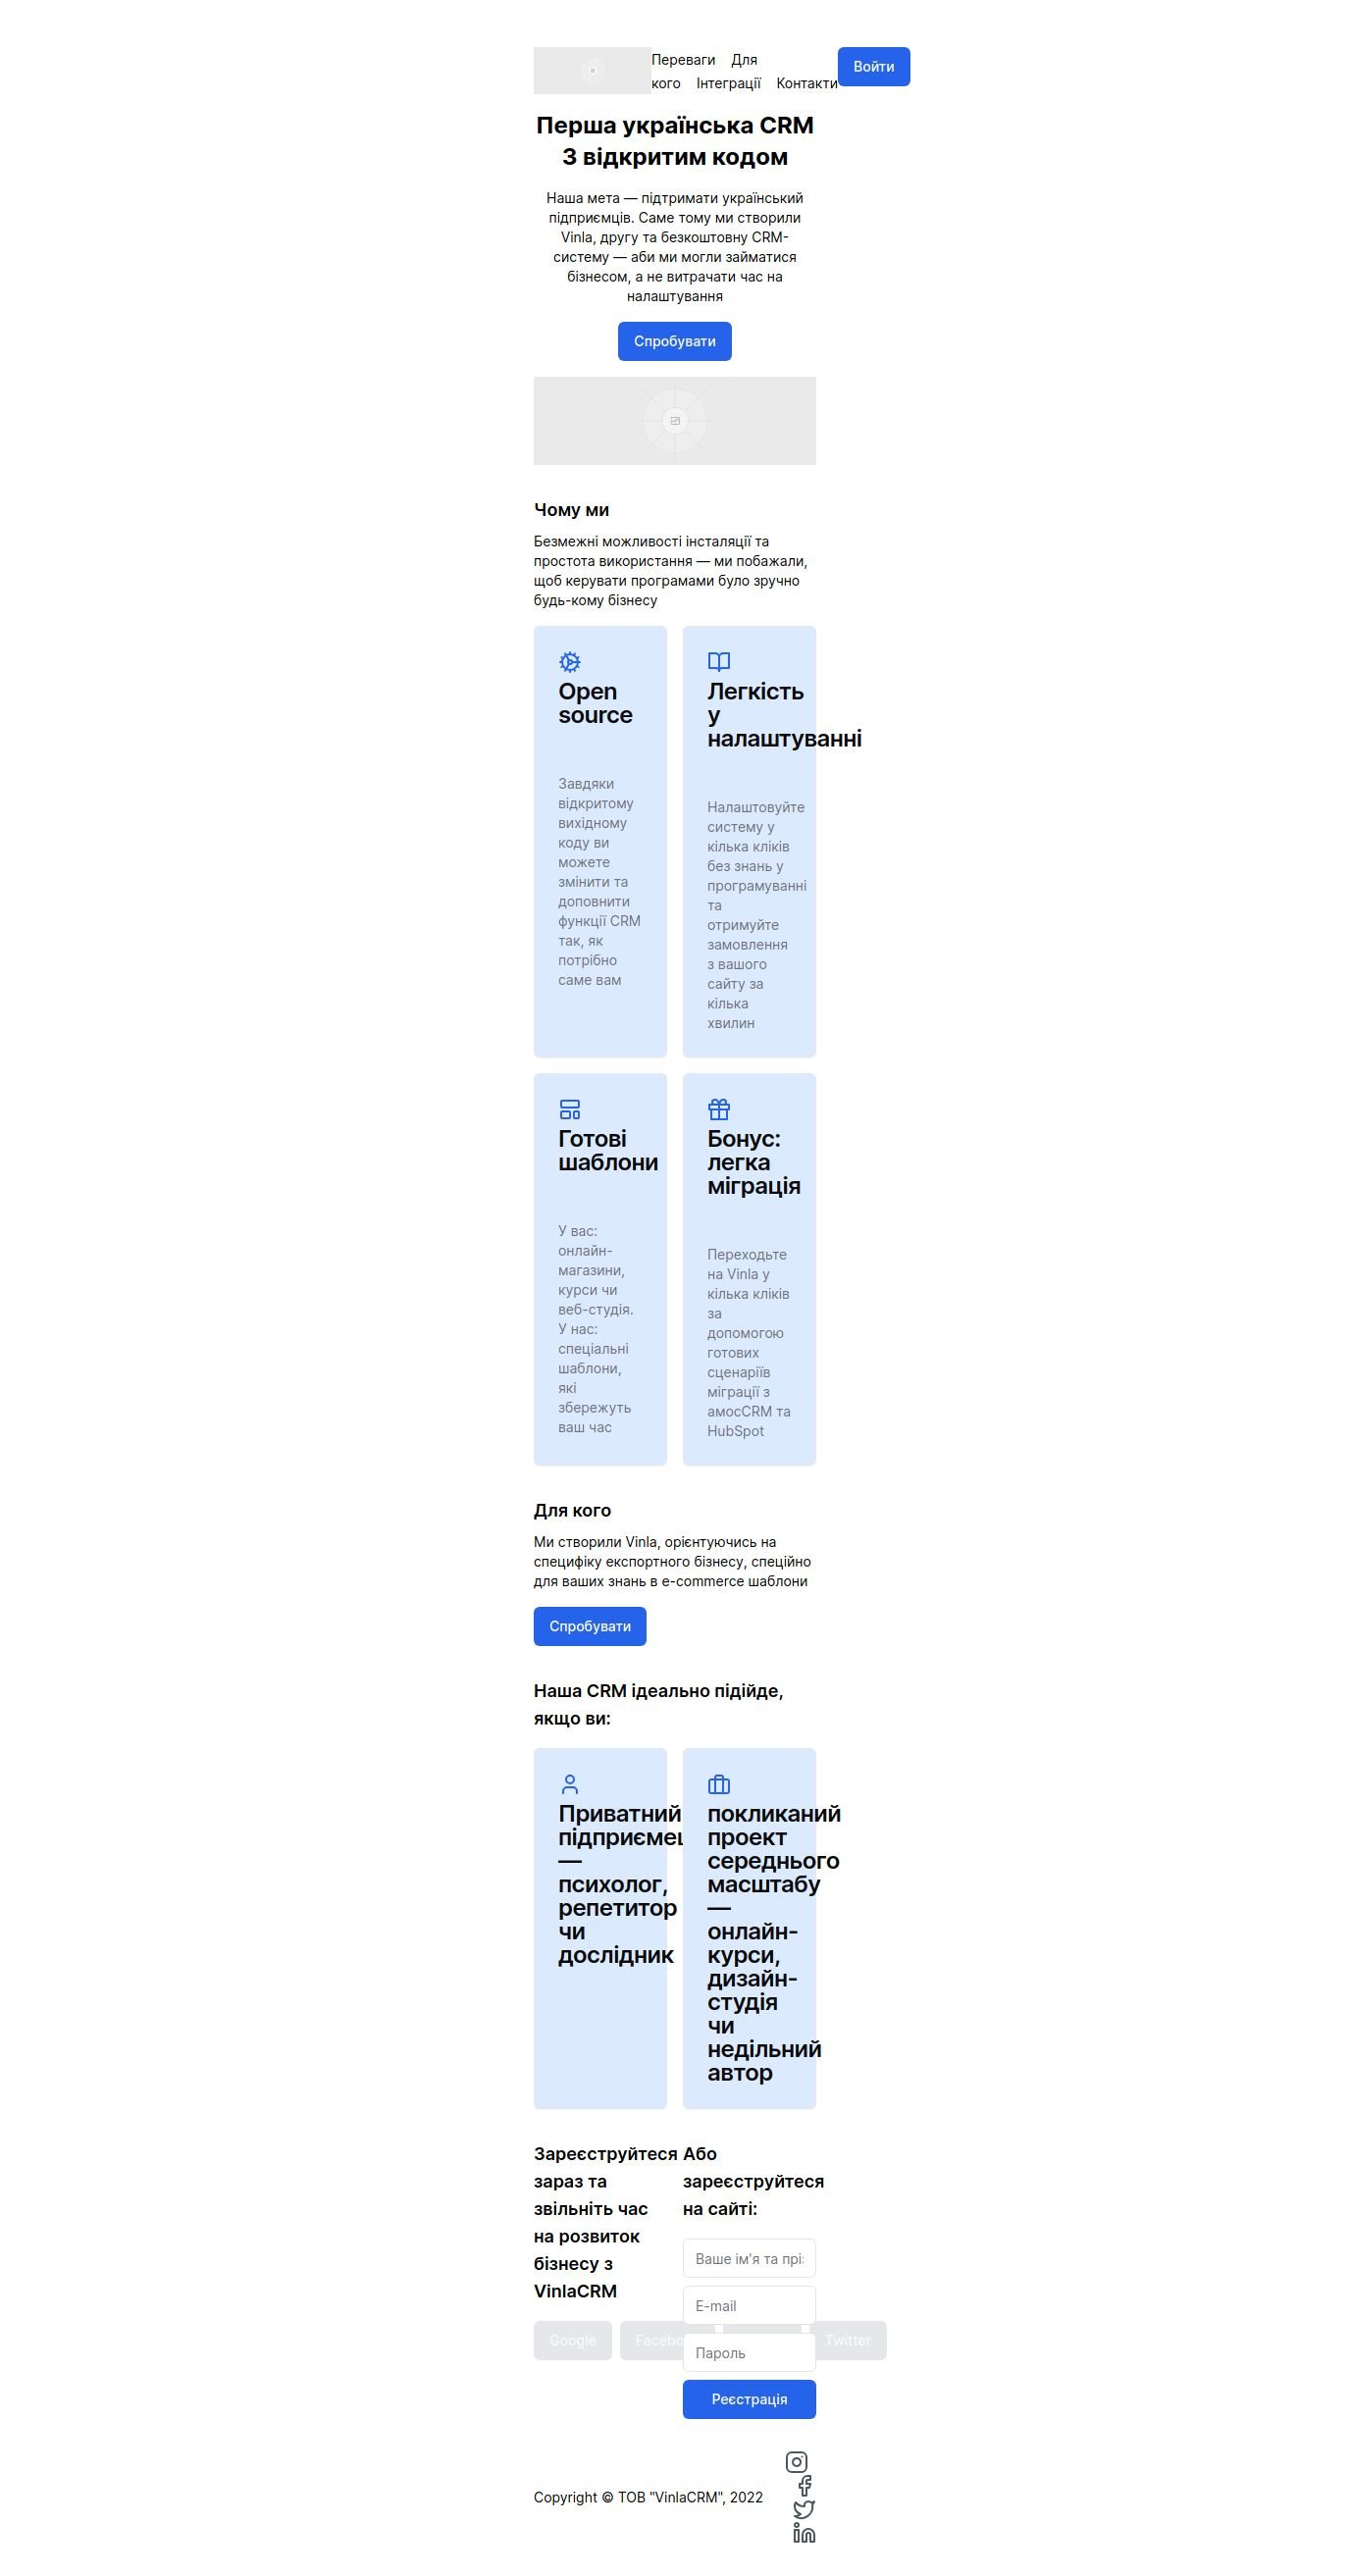 Переваги Для
кого Інтеграції Контакти
Войти
Перша українська CRM
З відкритим кодом
Наша мета — підтримати український
підприємців. Саме тому ми створили
Vinla, другу та безкоштовну CRM-
систему — аби ми могли займатися
бізнесом, а не витрачати час на
налаштування
Спробувати
Чому ми
Безмежні можливості інсталяції та
простота використання — ми побажали,
щоб керувати програмами було зручно
будь-кому бізнесу
Open
source
Завдяки
відкритому
вихідному
коду ви
можете
змінити та
доповнити
функції CRM
так, як
потрібно
саме вам
Легкість
у
налаштуванні
Налаштовуйте
систему у
кілька кліків
без знань у
програмуванні
та
отримуйте
замовлення
з вашого
сайту за
кілька
хвилин
Готові
шаблони
У вас:
онлайн-
магазини,
курси чи
веб-студія.
У нас:
спеціальні
шаблони,
які
збережуть
ваш час
Бонус:
легка
міграція
Переходьте
на Vinla у
кілька кліків
за
допомогою
готових
сценаріїв
міграції з
амосCRM та
HubSpot
Для кого
Ми створили Vinla, орієнтуючись на
специфіку експортного бізнесу, спеційно
для ваших знань в e-commerce шаблони
Спробувати
Наша CRM ідеально підійде,
якщо ви:
Приватний
—
психолог,
репетитор
чи
дослідник
покликаний
проект
середнього
масштабу
—
онлайн-
курси,
дизайн-
студія
чи
недільний
автор
Зареєструйтеся
зараз та
звільніть час
на розвиток
бізнесу з
VinlaCRM
Google
Twitter
Або
зареєструйтеся
на сайті:
Ваше ім'я та
E-mail
Пароль
Реєстрація
Copyright © ТОВ "VinlaCRM", 2022